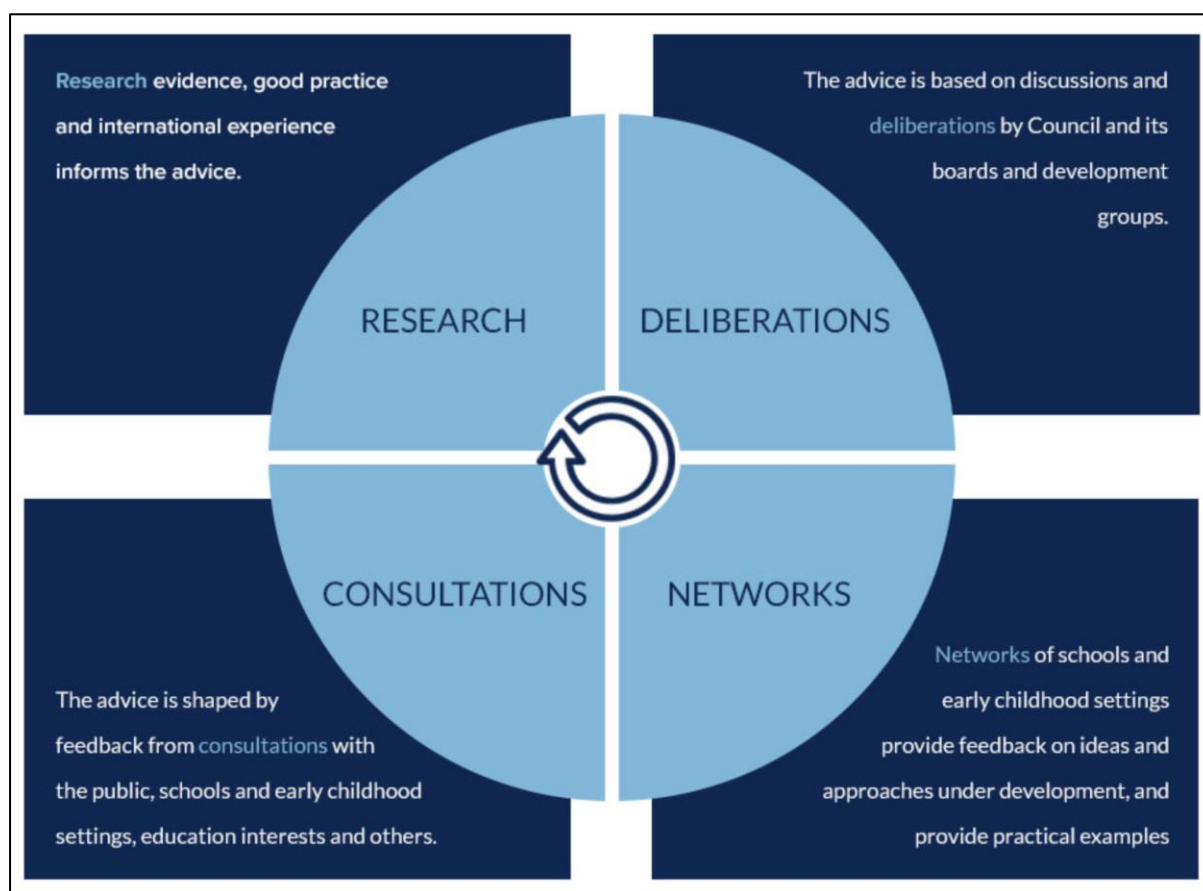 Research evidence, good practice
and international experience
informs the advice.
The advice is based on discussions and
deliberations by Council and its
boards and development
groups.
RESEARCH
DELIBERATIONS
CONSULTATIONS
NETWORKS
The advice is shaped by
feedback from consultations with
the public, schools and early childhood
settings, education interests and others.
Networks of schools and
early childhood settings
provide feedback on ideas and
approaches under development, and
provide practical examples